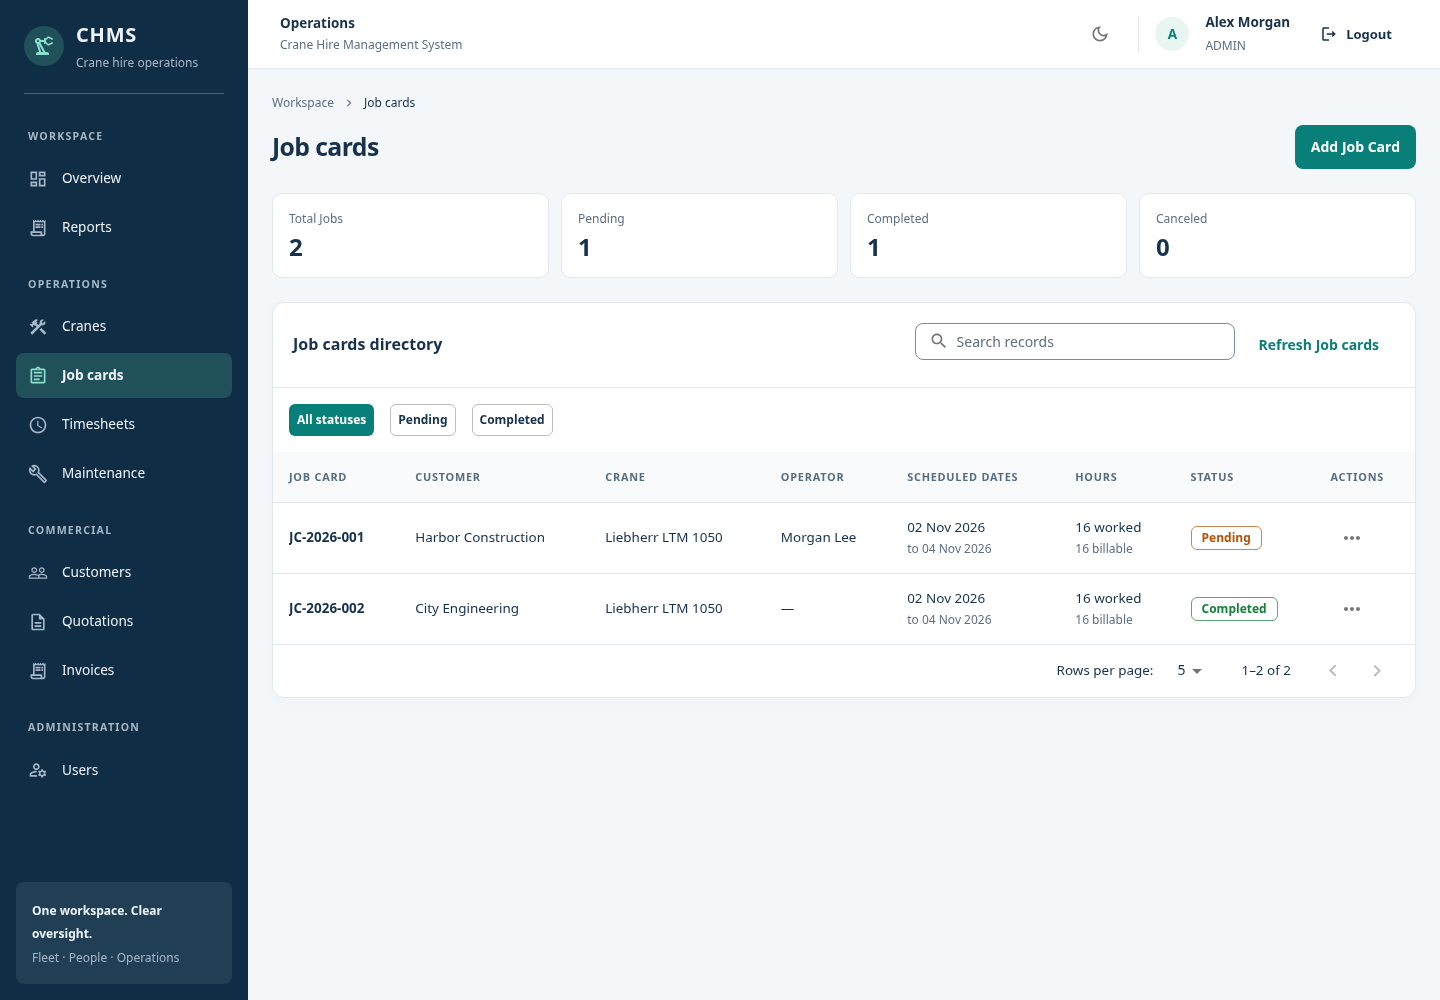 CHMS
Crane hire operations
WORKSPACE
Overview
Reports
OPERATIONS
Cranes
Job cards
Timesheets
Maintenance
COMMERCIAL
Customers
Quotations
Invoices
ADMINISTRATION
Users
One workspace. Clear
oversight.
Fleet · People · Operations
Operations
Crane Hire Management System
A
Alex Morgan
ADMIN
Logout
Workspace › Job cards
Job cards
Add Job Card
Total Jobs
2
Pending
1
Completed
1
Canceled
0
Job cards directory
Search records
Refresh Job cards
All statuses Pending Completed
JOB CARD CUSTOMER CRANE OPERATOR SCHEDULED DATES HOURS STATUS ACTIONS
JC-2026-001 Harbor Construction Liebherr LTM 1050 Morgan Lee 02 Nov 2026 16 worked Pending
to 04 Nov 2026 16 billable
JC-2026-002 City Engineering Liebherr LTM 1050 — 02 Nov 2026 16 worked Completed
to 04 Nov 2026 16 billable
Rows per page: 5 1–2 of 2